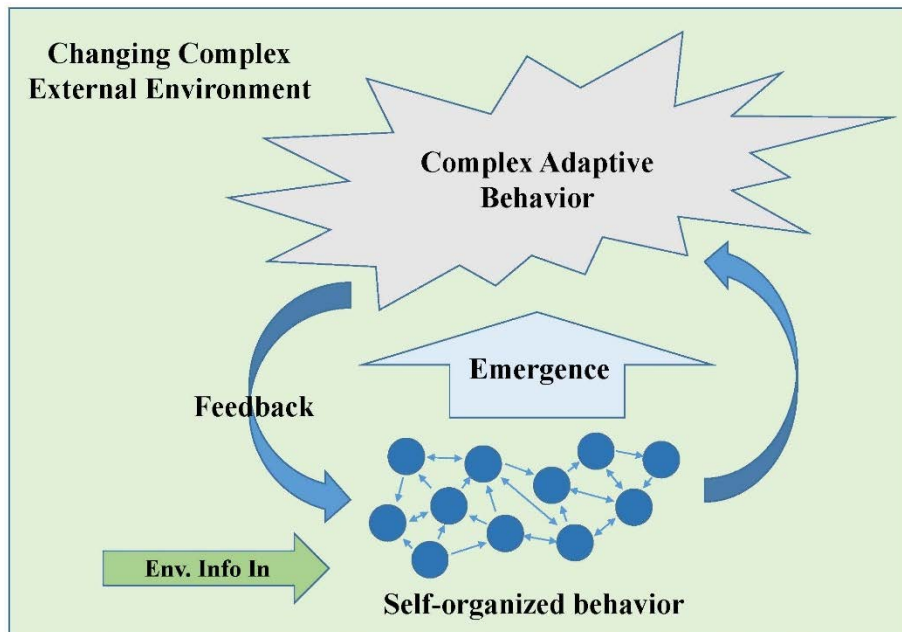 Changing Complex
External Environment
Complex Adaptive
Behavior
Emergence
Feedback
Env. Info In
Self-organized behavior